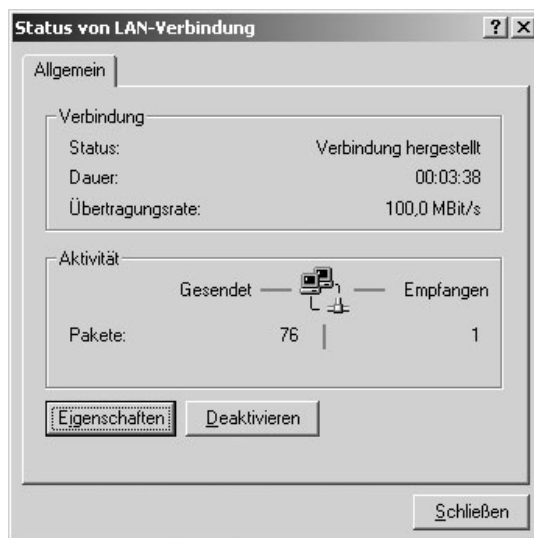 Status von LAN-Verbindung
Allgemein
Verbindung
Status: Verbindung hergestellt
Dauer: 00:03:38
Übertragungsrate: 100,0 MBit/s
Aktivität
Gesendet Empfangen
Pakete: 76 1
Eigenschaften Deaktivieren
Schließen